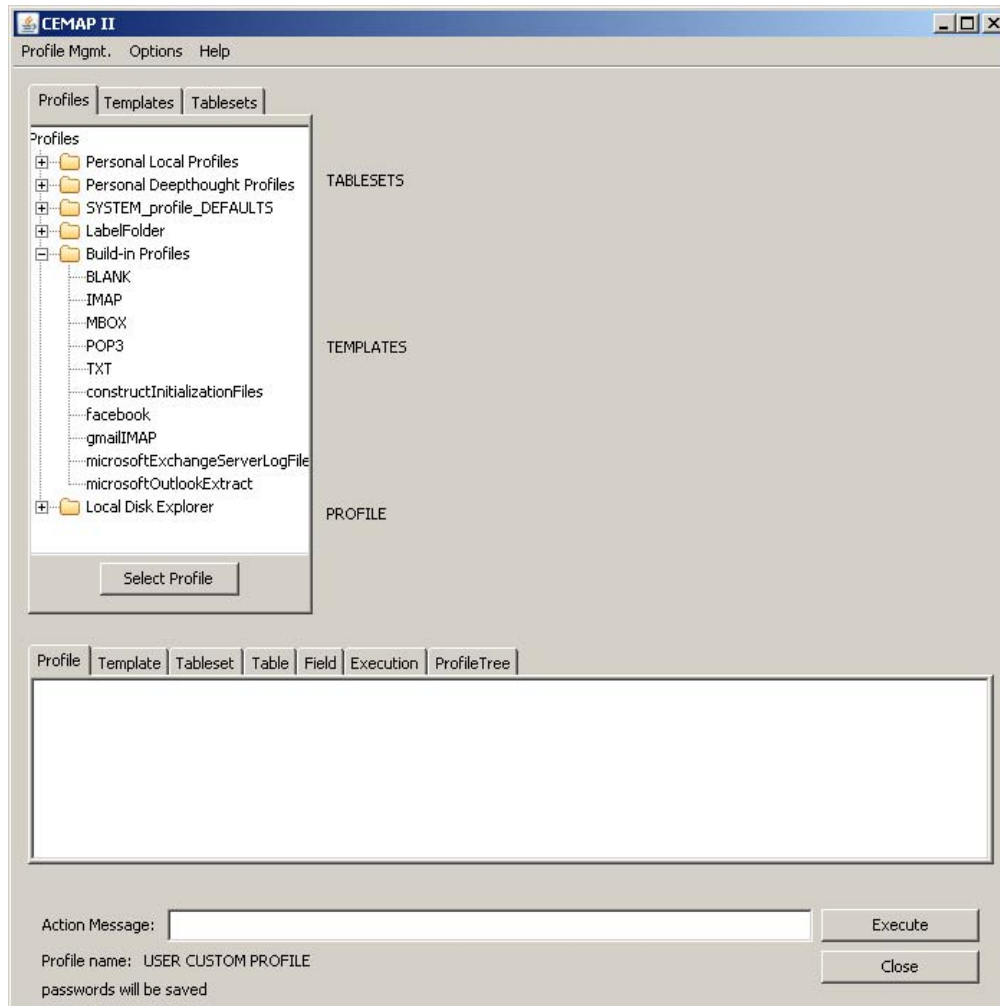 CEMAP II
Profile Mgmt. Options Help
Profiles Templates Tablesets
Profiles
Personal Local Profiles
Personal Deepthought Profiles
SYSTEM_profile_DEFAULTS
LabelFolder
Build-in Profiles
BLANK
IMAP
MBOX
POP3
TXT
constructInitializationFiles
facebook
gmailIMAP
microsoftExchangeServerLogFile
microsoftOutlookExtract
Local Disk Explorer
Select Profile
TABLESETS
TEMPLATES
PROFILE
Profile Template Tableset Table Field Execution ProfileTree
Action Message:
Execute
Profile name: USER CUSTOM PROFILE
Close
passwords will be saved